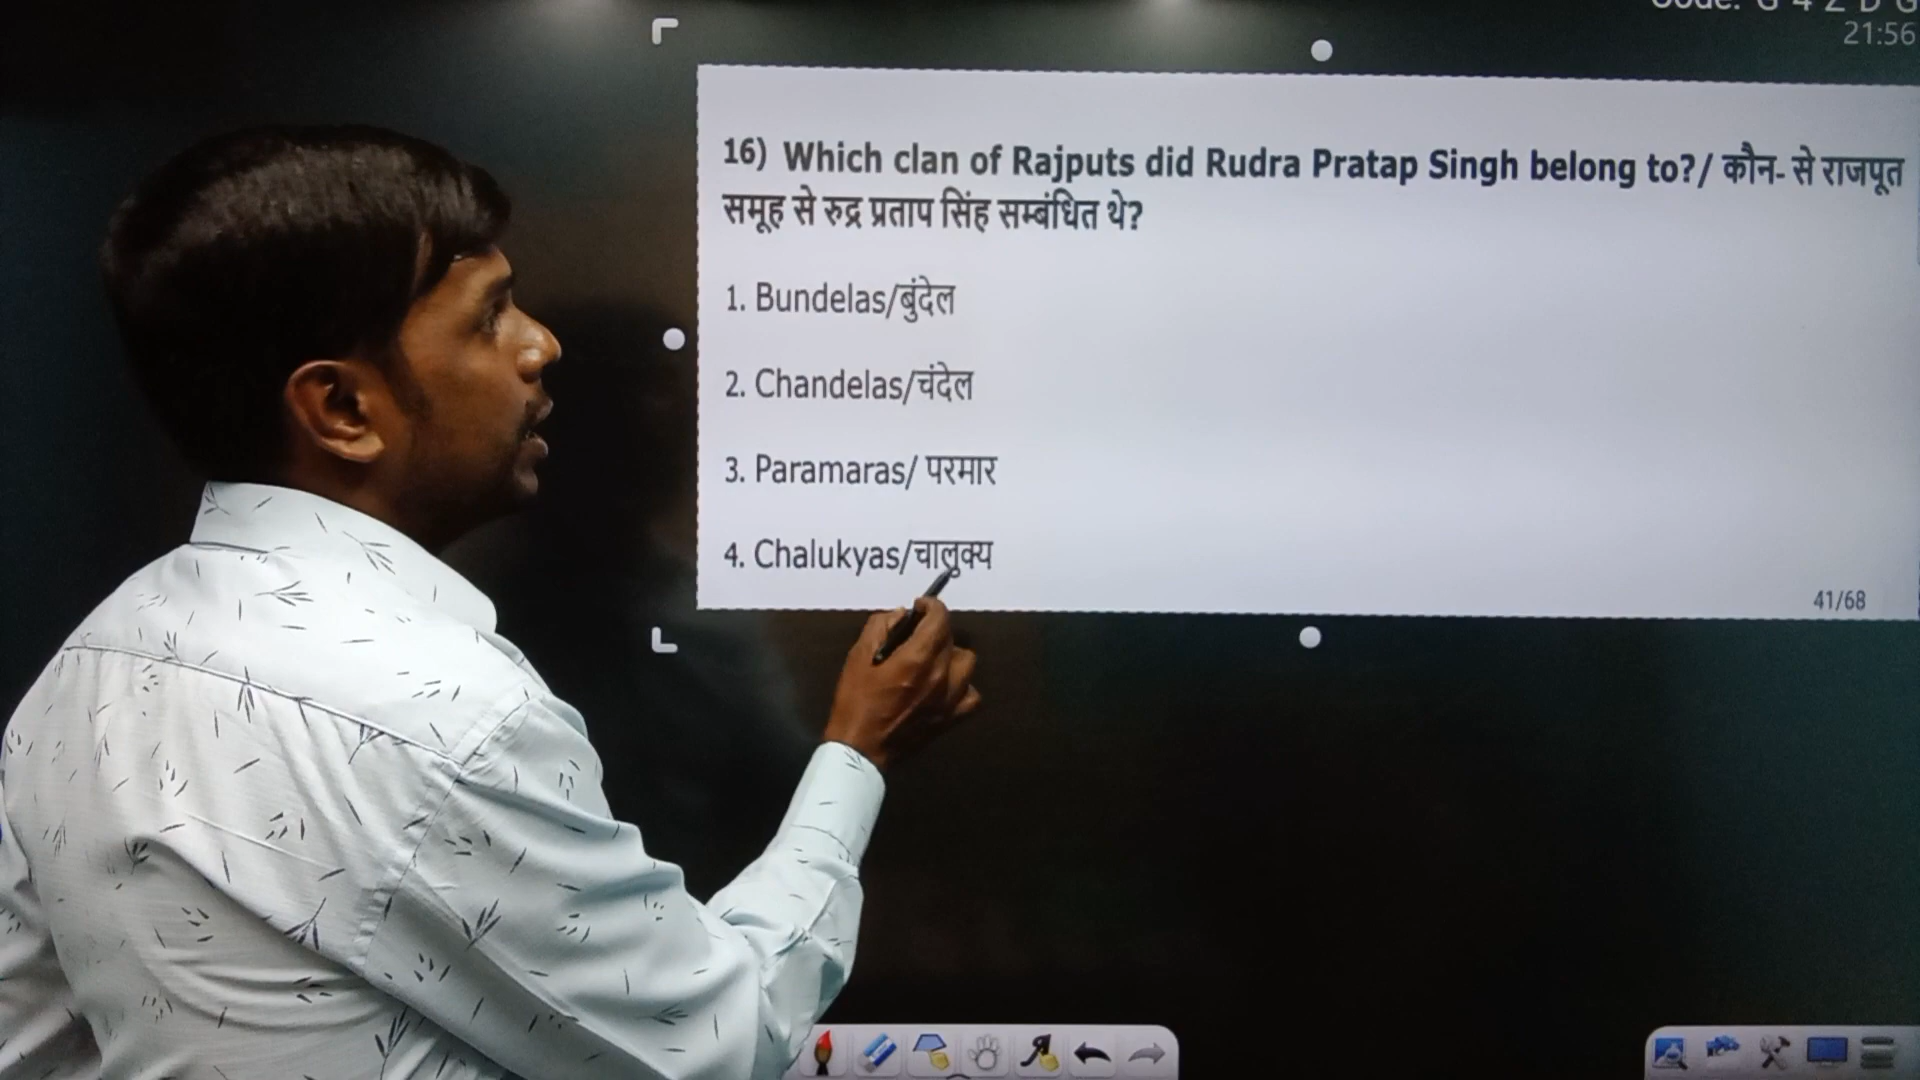 21:56
16) Which clan of Rajputs did Rudra Pratap Singh belong to?/ कौन- से राजपूत
समूह से रुद्र प्रताप सिंह सम्बंधित थे?
1. Bundelas/बुंदेल
2. Chandelas/चंदेल
3. Paramaras/ परमार
4. Chalukyas/चालुक्य
41/68